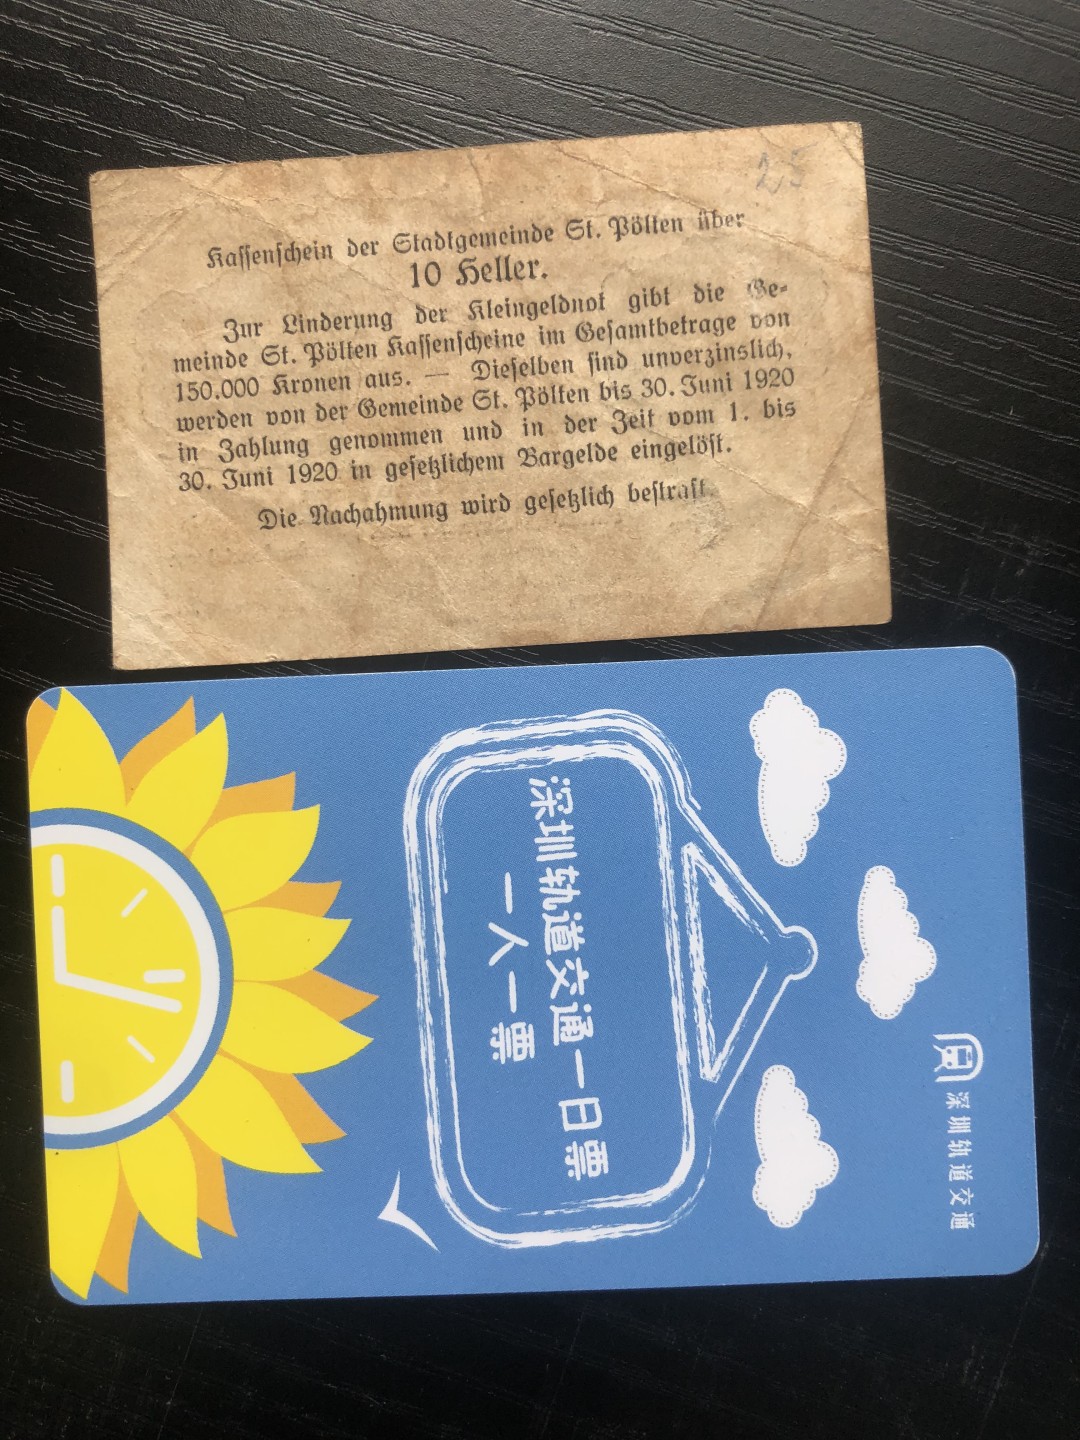 25
Kassenschein der Stadtgemeinde St. Pölten über
10 Heller.
Zur Linderung der Kleingeldnot gibt die Ge-
meinde St. Pölten Kassenscheine im Gesamtbetrage von
150.000 Kronen aus. — Dieselben sind unverzinslich,
werden von der Gemeinde St. Pölten bis 30. Juni 1920
in Zahlung genommen und in der Zeit vom 1. bis
30. Juni 1920 in gesetzlichem Bargelde eingelöst.
Die Nachahmung wird gesetzlich bestraft.
深圳轨道交通
深圳轨道交通一日票
一人一票